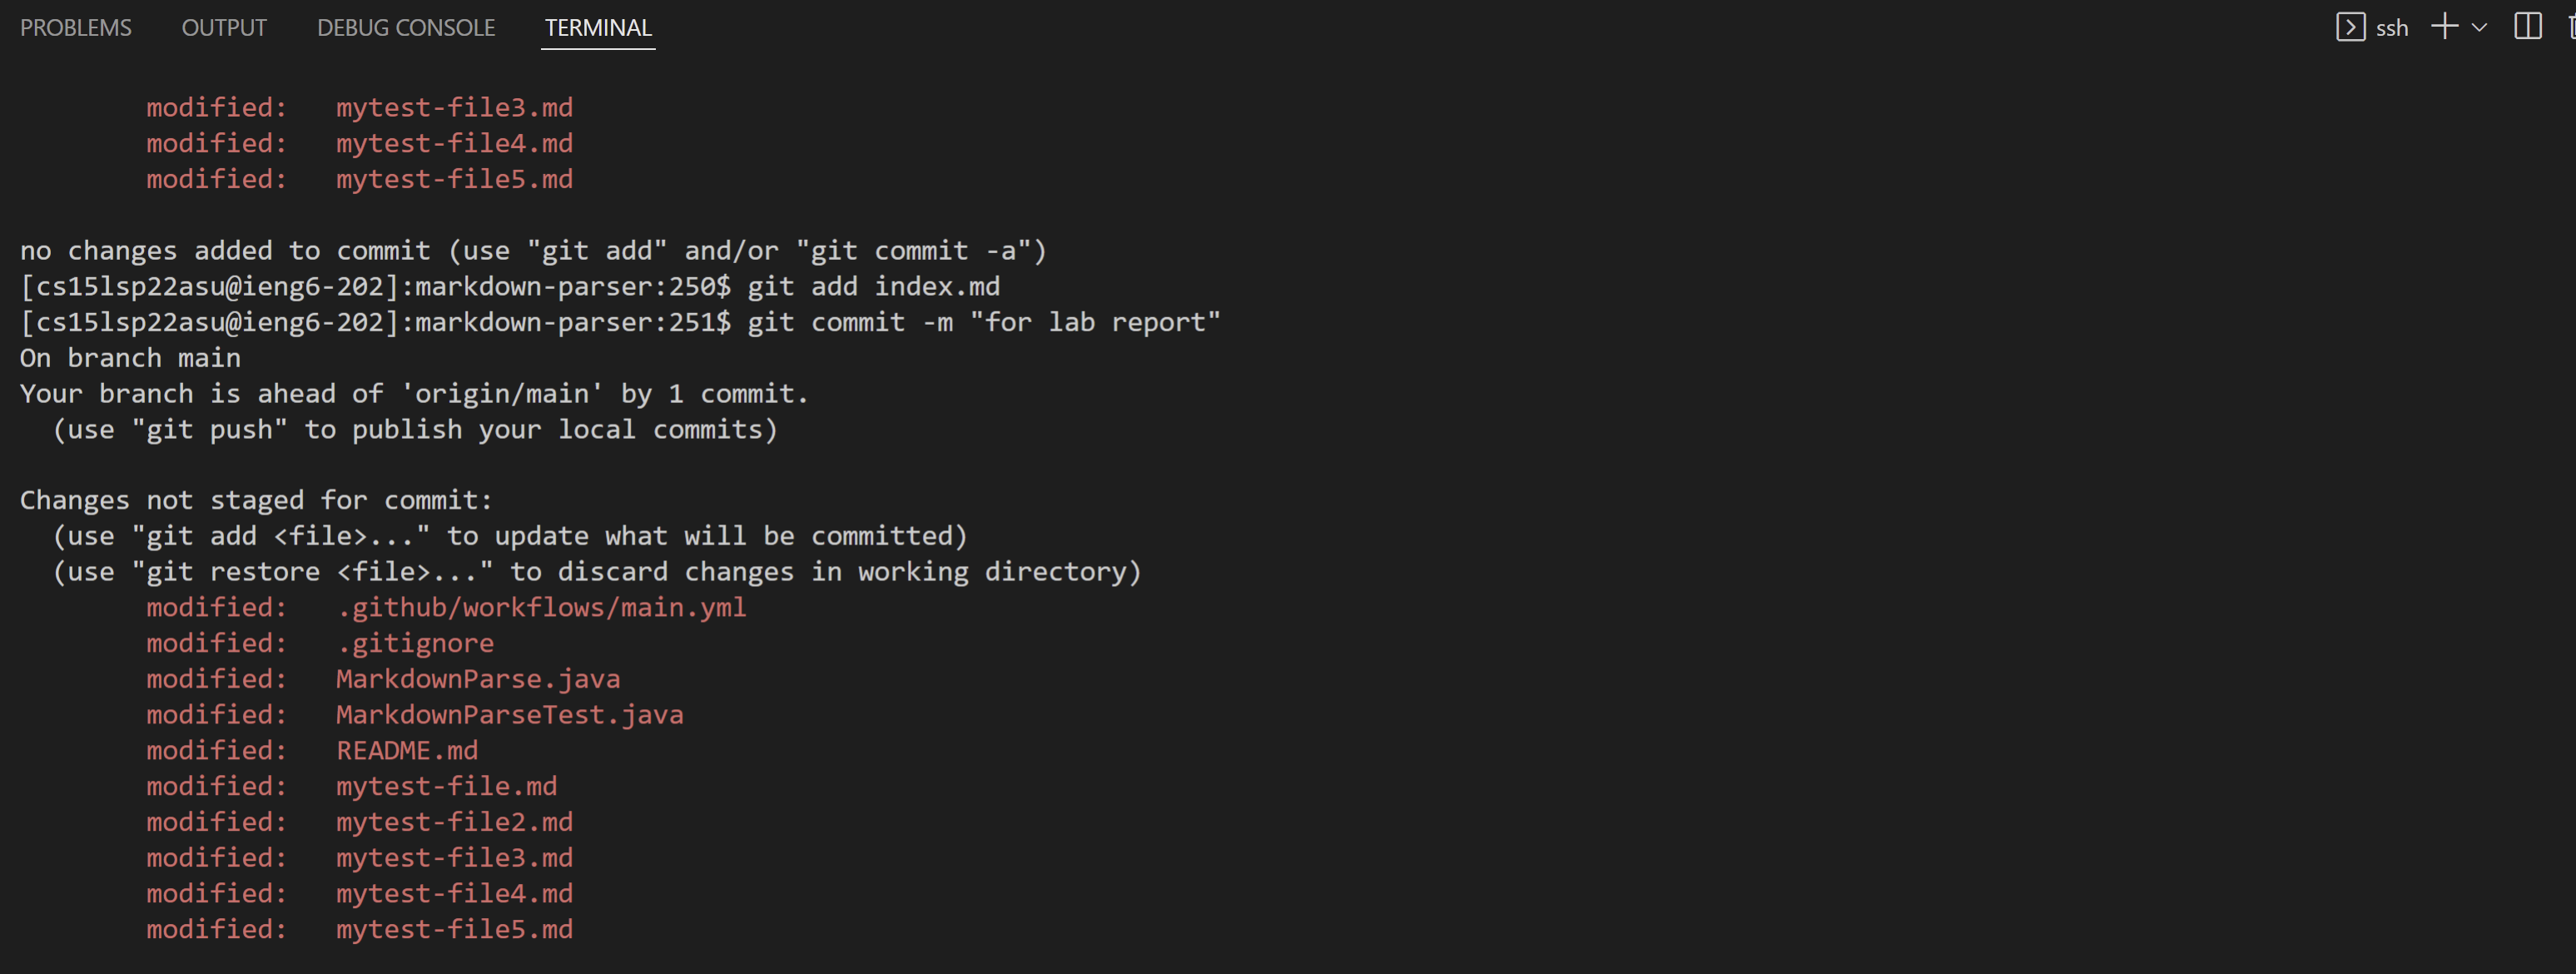 PROBLEMS OUTPUT DEBUG CONSOLE TERMINAL ssh
modified: mytest-file3.md
modified: mytest-file4.md
modified: mytest-file5.md
no changes added to commit (use "git add" and/or "git commit -a")
[cs15lsp22asu@ieng6-202]:markdown-parser:250$ git add index.md
[cs15lsp22asu@ieng6-202]:markdown-parser:251$ git commit -m "for lab report"
On branch main
Your branch is ahead of 'origin/main' by 1 commit.
(use "git push" to publish your local commits)
Changes not staged for commit:
(use "git add <file>..." to update what will be committed)
(use "git restore <file>..." to discard changes in working directory)
modified: .github/workflows/main.yml
modified: .gitignore
modified: MarkdownParse.java
modified: MarkdownParseTest.java
modified: README.md
modified: mytest-file.md
modified: mytest-file2.md
modified: mytest-file3.md
modified: mytest-file4.md
modified: mytest-file5.md